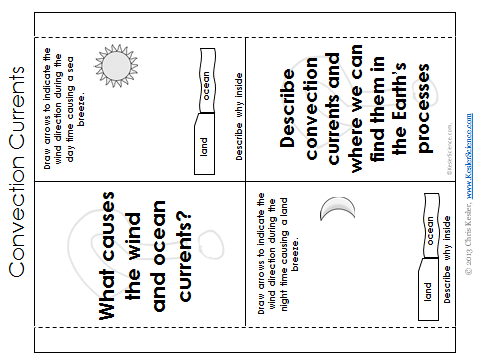 Convection Currents
Draw arrows to indicate the
wind direction during the
day time causing a sea
breeze.
land
ocean
Describe why inside
Describe
convection
currents and
where we can
find them in
the Earth's
processes
©KeslerScience.com
What causes
the wind
and ocean
currents?
Draw arrows to indicate the
wind direction during the
night time causing a land
breeze.
land
ocean
Describe why inside
© 2013 Chris Kesler, www.KeslerScience.com